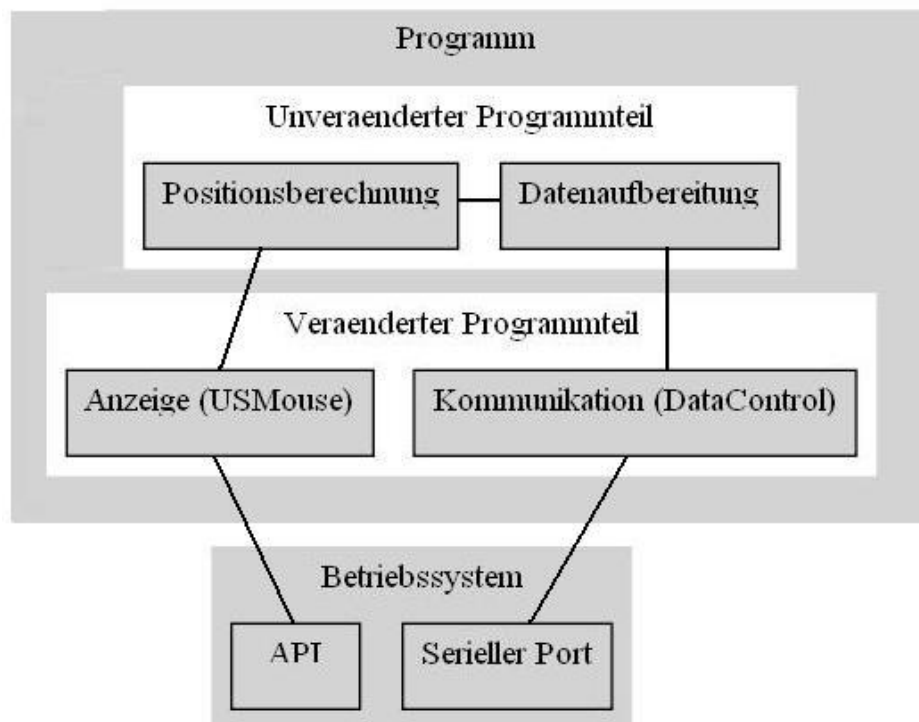 Programm
Unveraenderter Programmteil
Positionsberechnung
Datenaufbereitung
Veraenderter Programmteil
Anzeige (USMouse)
Kommunikation (DataControl)
Betriebssystem
API
Serieller Port